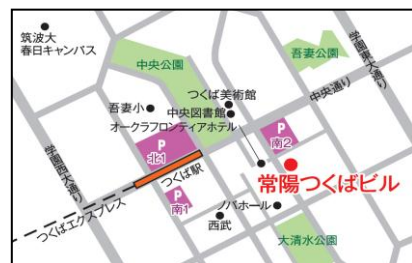 筑波大
春日キャンパス
学園東大通り
吾妻公園
中央公園
中央通り
つくば美術館
吾妻小
中央図書館
オークラフロンティアホテル
P
南2
P
北1
学園西大通り
つくば駅
常陽つくばビル
P
南1
つくばエクスプレス
ノバホール
西武
大清水公園